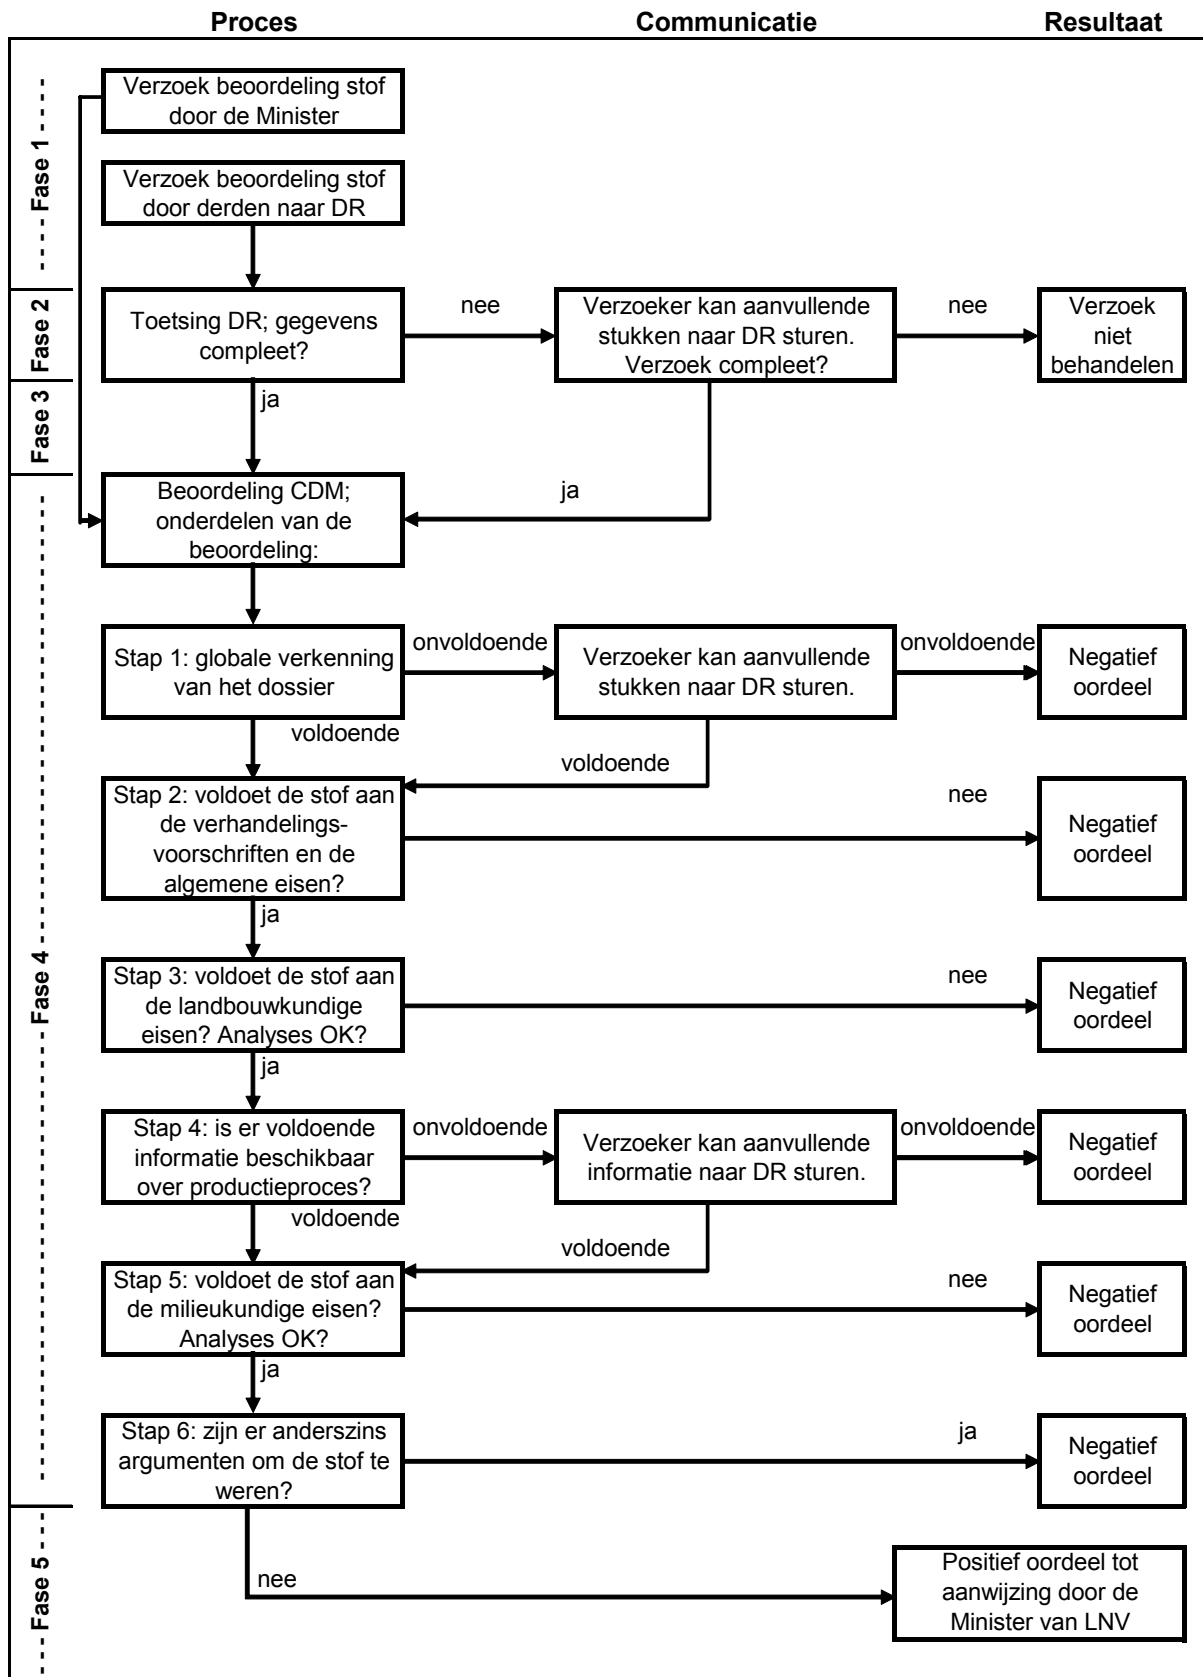 Proces
Communicatie
Resultaat
Fase 1
Verzoek beoordeling stof
door de Minister
Verzoek beoordeling stof
door derden naar DR
Fase 2
Toetsing DR; gegevens
compleet?
nee
Verzoeker kan aanvullende
stukken naar DR sturen.
Verzoek compleet?
nee
Verzoek
niet
behandelen
Fase 3
ja
ja
Fase 4
Beoordeling CDM;
onderdelen van de
beoordeling:
Stap 1: globale verkenning
van het dossier
onvoldoende
Verzoeker kan aanvullende
stukken naar DR sturen.
onvoldoende
Negatief
oordeel
voldoende
voldoende
Stap 2: voldoet de stof aan
de verhandelings-
voorschriften en de
algemene eisen?
nee
Negatief
oordeel
ja
Stap 3: voldoet de stof aan
de landbouwkundige
eisen? Analyses OK?
nee
Negatief
oordeel
ja
Stap 4: is er voldoende
informatie beschikbaar
over productieproces?
onvoldoende
Verzoeker kan aanvullende
informatie naar DR sturen.
onvoldoende
Negatief
oordeel
voldoende
voldoende
Stap 5: voldoet de stof aan
de milieukundige eisen?
Analyses OK?
nee
Negatief
oordeel
ja
Stap 6: zijn er anderszins
argumenten om de stof te
weren?
ja
Negatief
oordeel
Fase 5
nee
Positief oordeel tot
aanwijzing door de
Minister van LNV